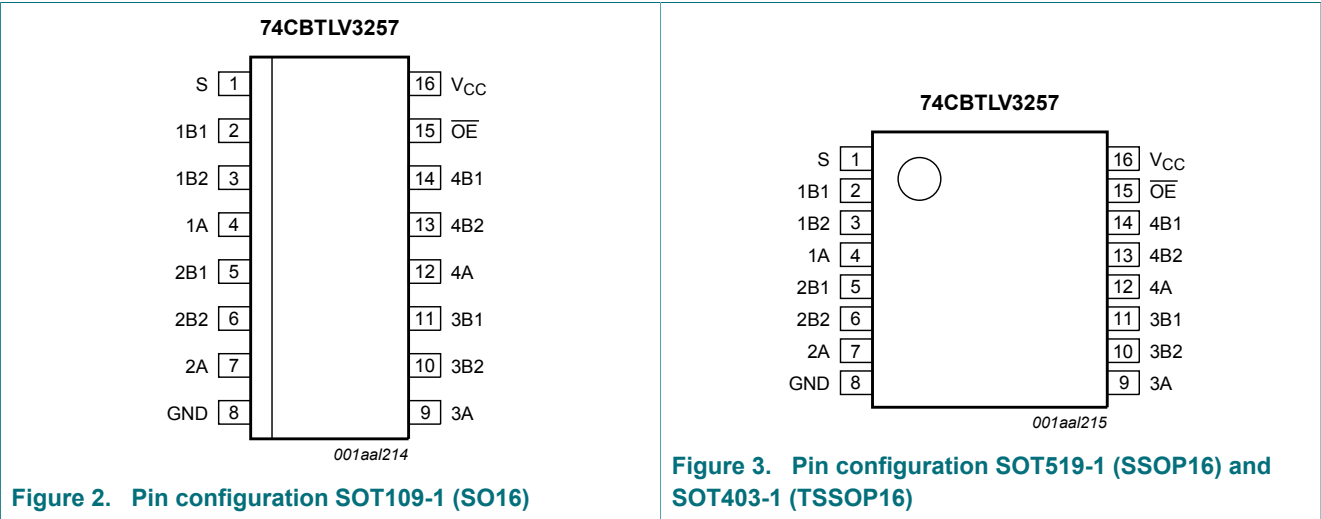 74CBTLV3257
S 1 16 VCC
1B1 2 15 OE
1B2 3 14 4B1
1A 4 13 4B2
2B1 5 12 4A
2B2 6 11 3B1
2A 7 10 3B2
GND 8 9 3A
001aal214
Figure 2. Pin configuration SOT109-1 (SO16)
74CBTLV3257
S 1 16 VCC
1B1 2 15 OE
1B2 3 14 4B1
1A 4 13 4B2
2B1 5 12 4A
2B2 6 11 3B1
2A 7 10 3B2
GND 8 9 3A
001aal215
Figure 3. Pin configuration SOT519-1 (SSOP16) and
SOT403-1 (TSSOP16)